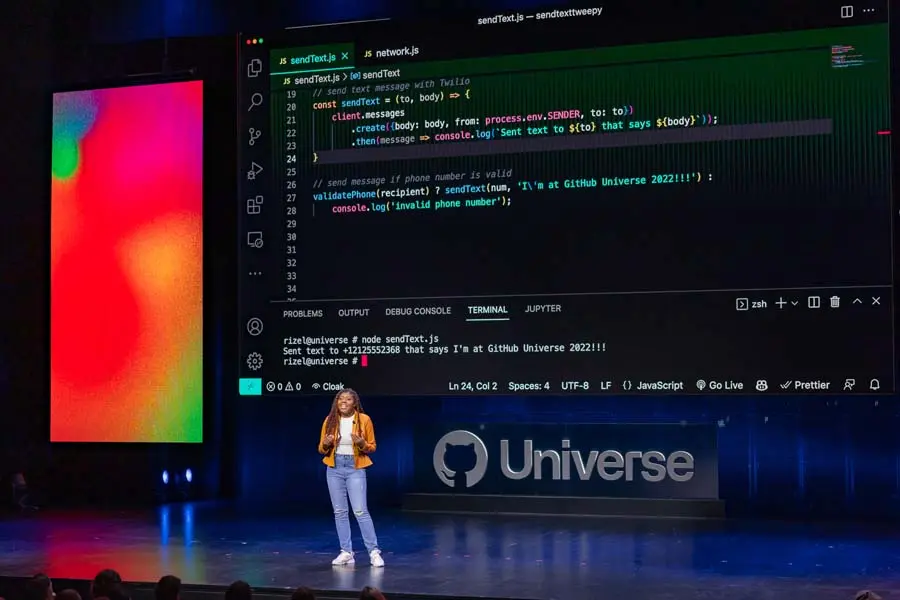 sendText.js — sendtexttweepy
JS sendText.js × JS network.js
JS sendText.js > sendText
19 // send text message with Twilio
20 const sendText = (to, body) => {
21 client.messages
22 .create({body: body, from: process.env.SENDER, to: to})
23 .then(message => console.log(`Sent text to ${to} that says ${body}`));
24 }
25
26 // send message if phone number is valid
27 validatePhone(recipient) ? sendText(num, 'I\'m at GitHub Universe 2022!!!') :
28 console.log('invalid phone number');
29
30
31
32
33
34
PROBLEMS OUTPUT DEBUG CONSOLE TERMINAL JUPYTER zsh
rizel@universe # node sendText.js
Sent text to +12125552368 that says I'm at GitHub Universe 2022!!!
rizel@universe #
0 0 Cloak Ln 24, Col 2 Spaces: 4 UTF-8 LF {} JavaScript Go Live Prettier
Universe